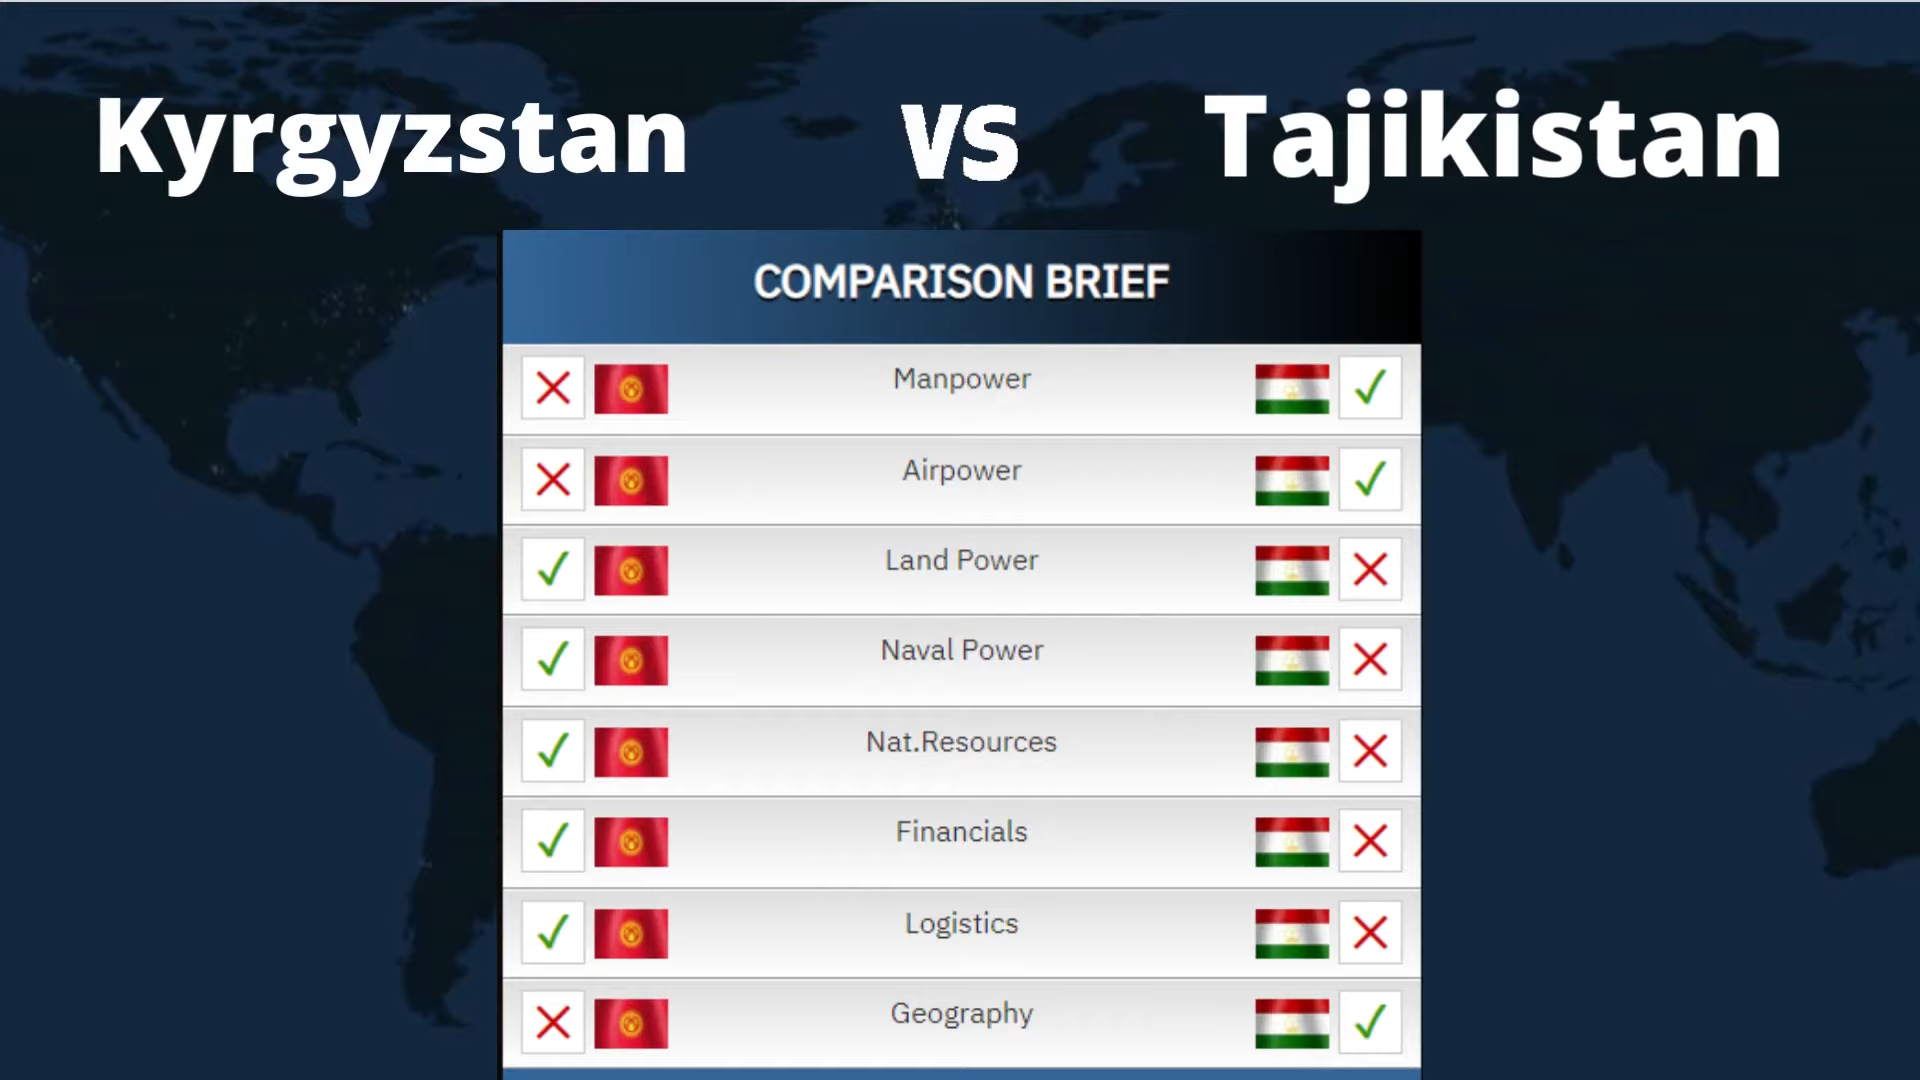 Kyrgyzstan VS Tajikistan
COMPARISON BRIEF
Manpower
Airpower
Land Power
Naval Power
Nat.Resources
Financials
Logistics
Geography